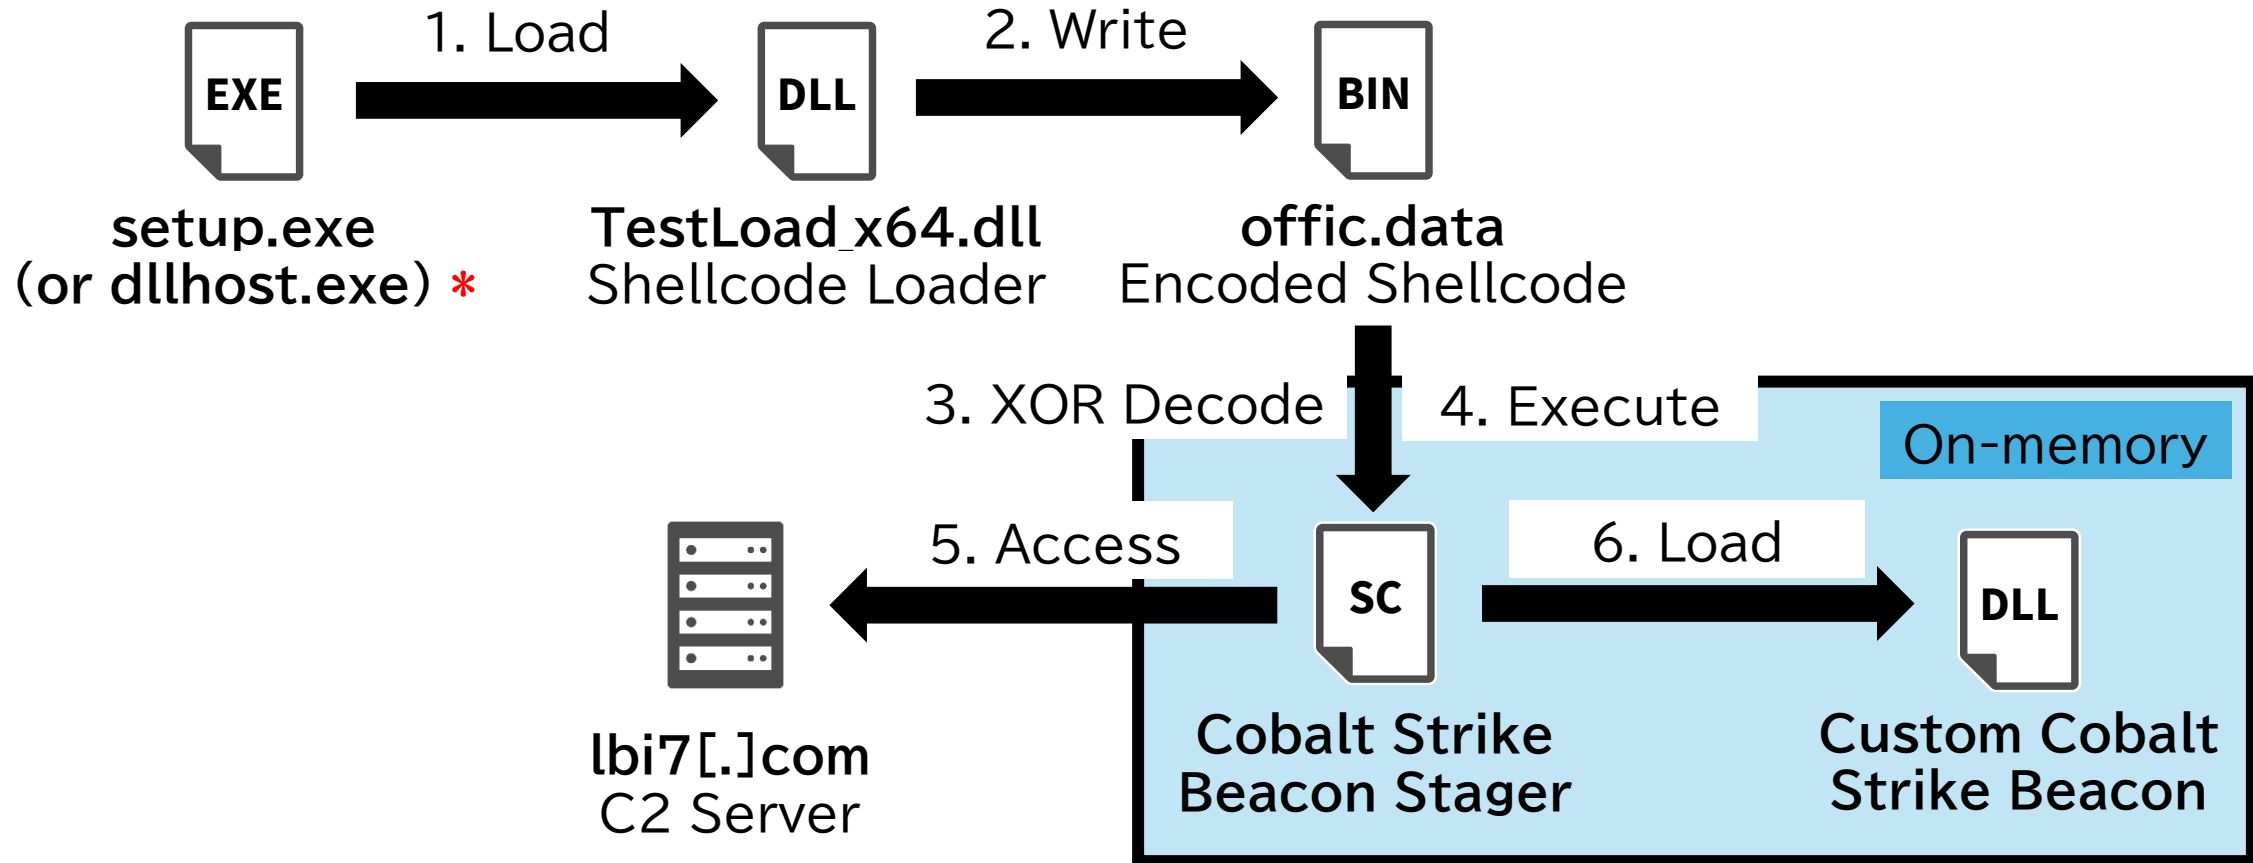 1. Load
2. Write
EXE
DLL
BIN
setup.exe
(or dllhost.exe) *
TestLoad_x64.dll
Shellcode Loader
offic.data
Encoded Shellcode
3. XOR Decode
4. Execute
On-memory
5. Access
6. Load
SC
DLL
lbi7[.]com
C2 Server
Cobalt Strike
Beacon Stager
Custom Cobalt
Strike Beacon